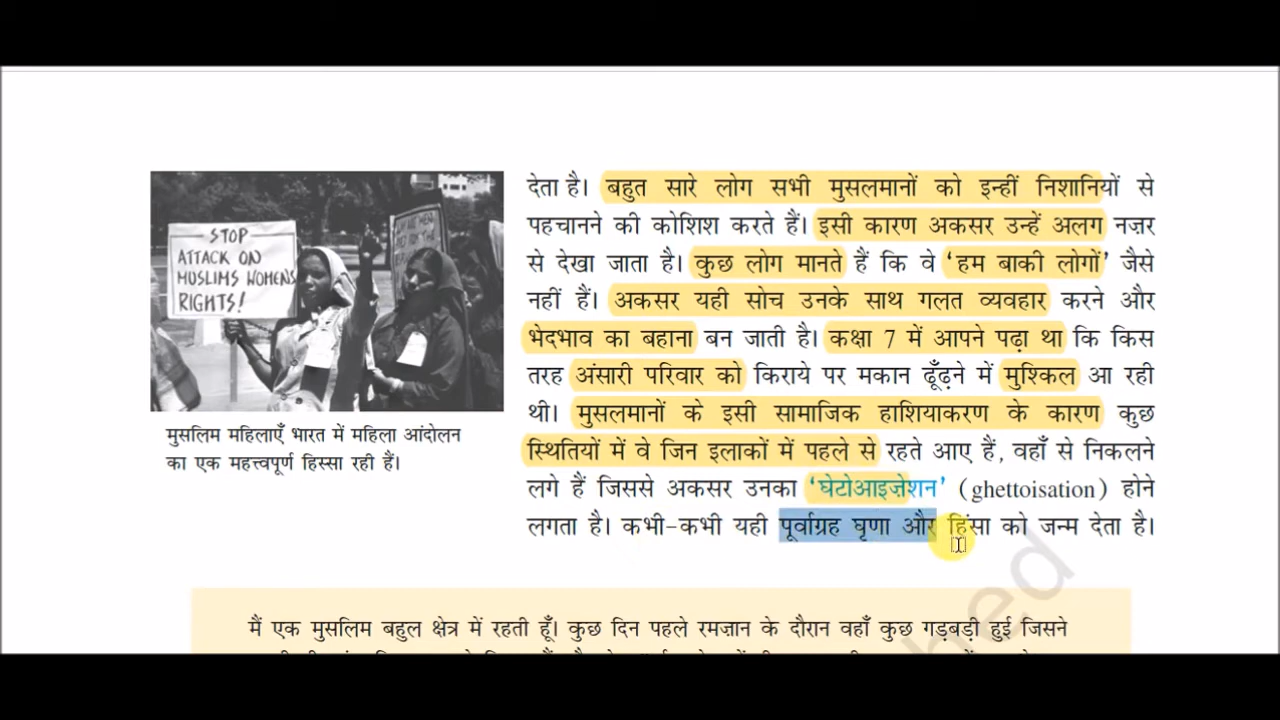 STOP
ATTACK ON
MUSLIMS WOMENS
RIGHTS!
मुसलिम महिलाएँ भारत में महिला आंदोलन
का एक महत्त्वपूर्ण हिस्सा रही हैं।
देता है। बहुत सारे लोग सभी मुसलमानों को इन्हीं निशानियों से
पहचानने की कोशिश करते हैं। इसी कारण अकसर उन्हें अलग नज़र
से देखा जाता है। कुछ लोग मानते हैं कि वे ‘हम बाकी लोगों’ जैसे
नहीं हैं। अकसर यही सोच उनके साथ गलत व्यवहार करने और
भेदभाव का बहाना बन जाती है। कक्षा 7 में आपने पढ़ा था कि किस
तरह अंसारी परिवार को किराये पर मकान ढूँढ़ने में मुश्किल आ रही
थी। मुसलमानों के इसी सामाजिक हाशियाकरण के कारण कुछ
स्थितियों में वे जिन इलाकों में पहले से रहते आए हैं, वहाँ से निकलने
लगे हैं जिससे अकसर उनका ‘घेटोआइज़ेशन’ (ghettoisation) होने
लगता है। कभी-कभी यही पूर्वाग्रह घृणा और हिंसा को जन्म देता है।
मैं एक मुसलिम बहुल क्षेत्र में रहती हूँ। कुछ दिन पहले रमज़ान के दौरान वहाँ कुछ गड़बड़ी हुई जिसने